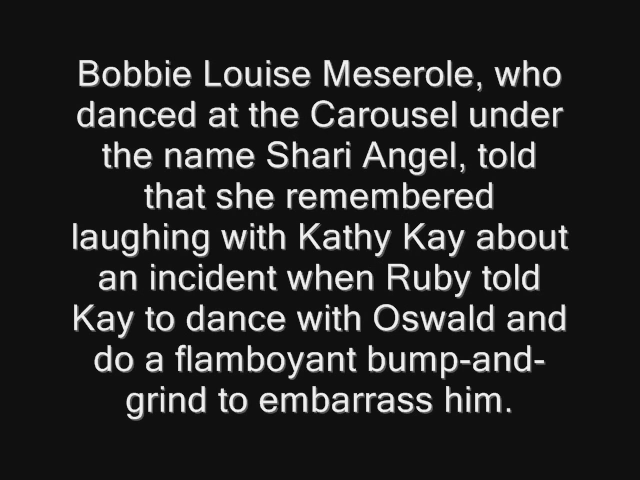 Bobbie Louise Meserole, who
danced at the Carousel under
the name Shari Angel, told
that she remembered
laughing with Kathy Kay about
an incident when Ruby told
Kay to dance with Oswald and
do a flamboyant bump-and-
grind to embarrass him.